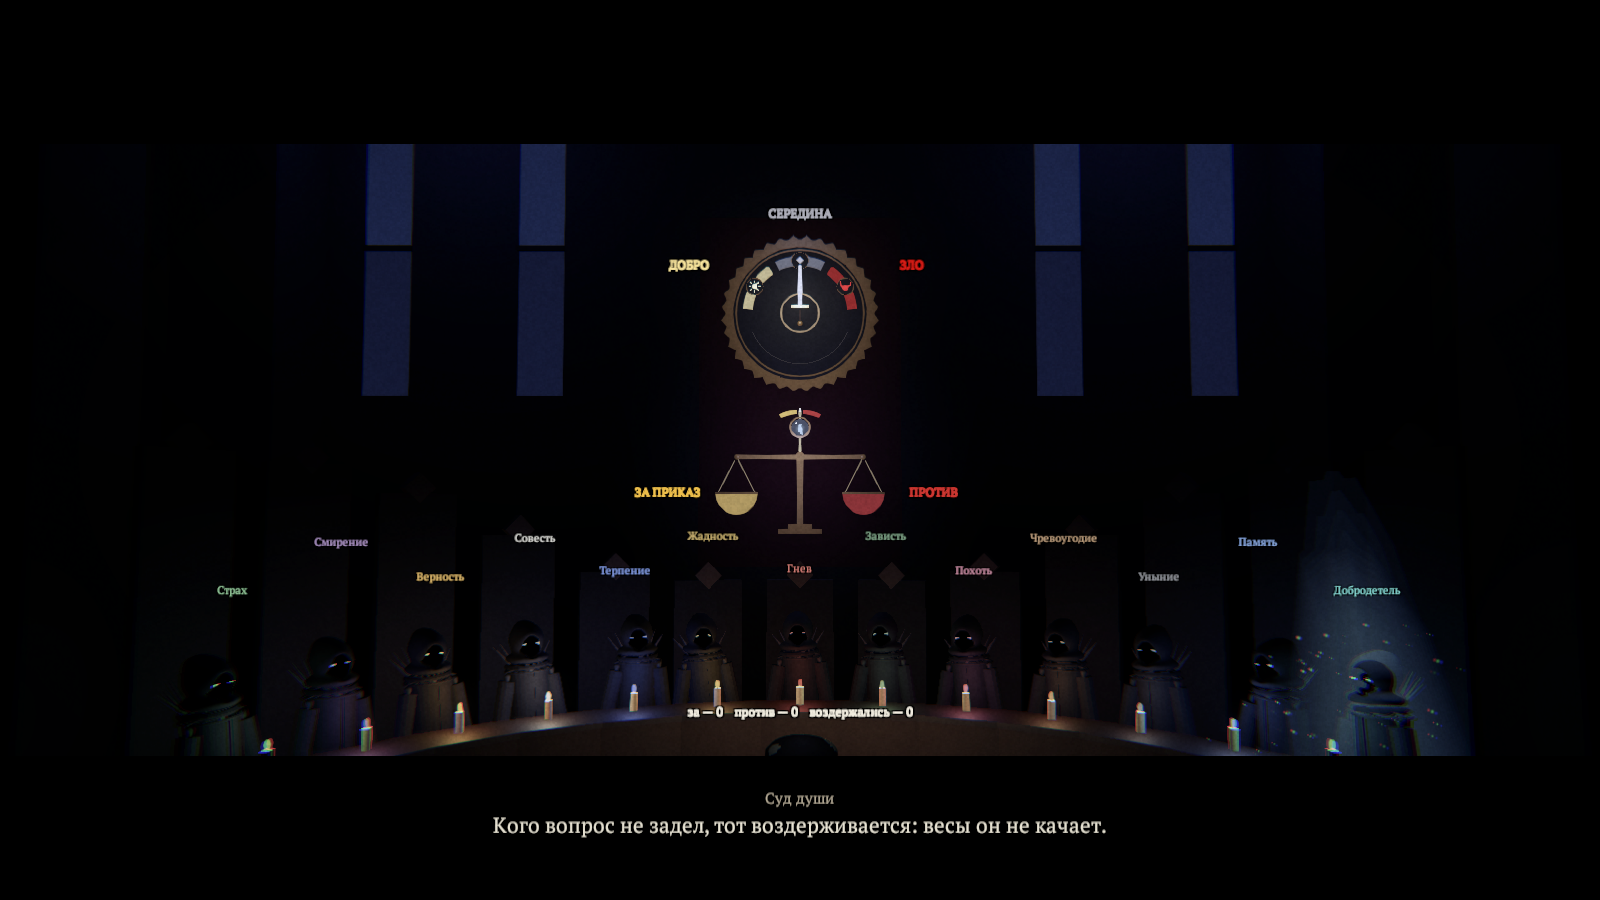 СЕРЕДИНА
ДОБРО
ЗЛО
ЗА ПРИКАЗ
ПРОТИВ
Жадность
Зависть
Смирение
Совесть
Чревоугодие
Память
Верность
Терпение
Гнев
Похоть
Уныние
Страх
Добродетель
за — 0 против — 0 воздержались — 0
Суд души
Кого вопрос не задел, тот воздерживается: весы он не качает.